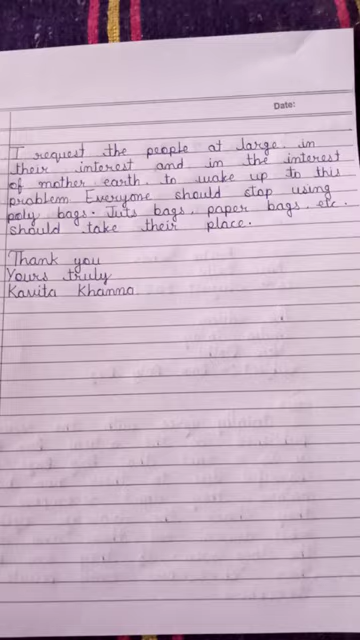 Date:
I request the people at large. in
their interest and in the interest
of mother earth. to wake up to this
problem Everyone should stop using
poly bags. Juts bags, paper bags, etc.
should take their place.
Thank you
Yours truly
Kavita Khanna